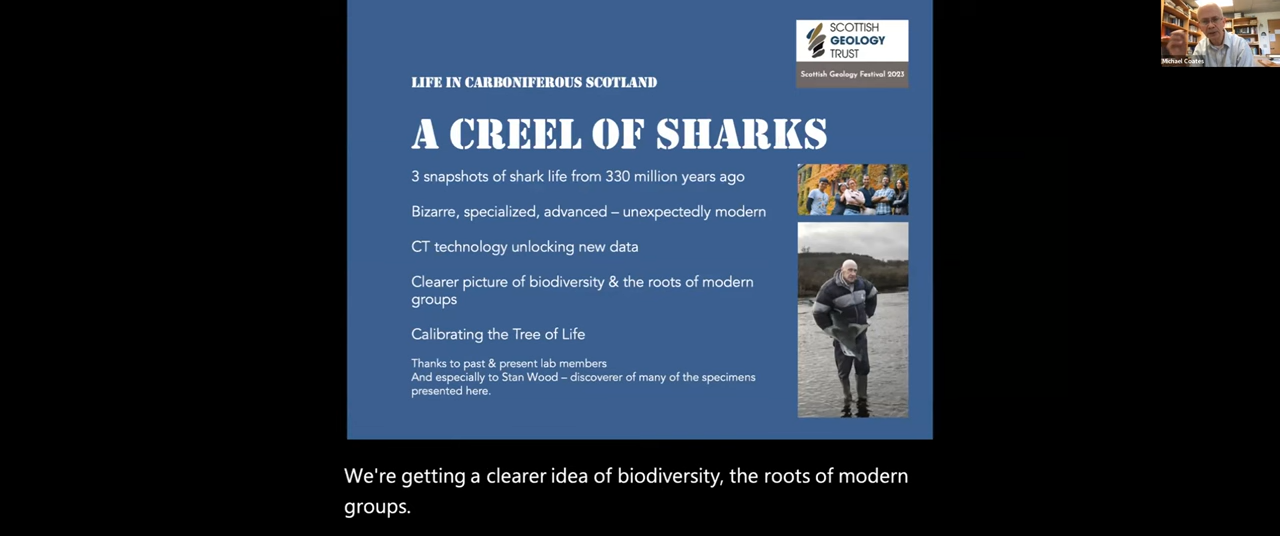 SCOTTISH
GEOLOGY
TRUST
Scottish Geology Festival 2023
Michael Coates
LIFE IN CARBONIFEROUS SCOTLAND
A CREEL OF SHARKS
3 snapshots of shark life from 330 million years ago
Bizarre, specialized, advanced – unexpectedly modern
CT technology unlocking new data
Clearer picture of biodiversity & the roots of modern
groups
Calibrating the Tree of Life
Thanks to past & present lab members
And especially to Stan Wood – discoverer of many of the specimens
presented here.
We're getting a clearer idea of biodiversity, the roots of modern
groups.